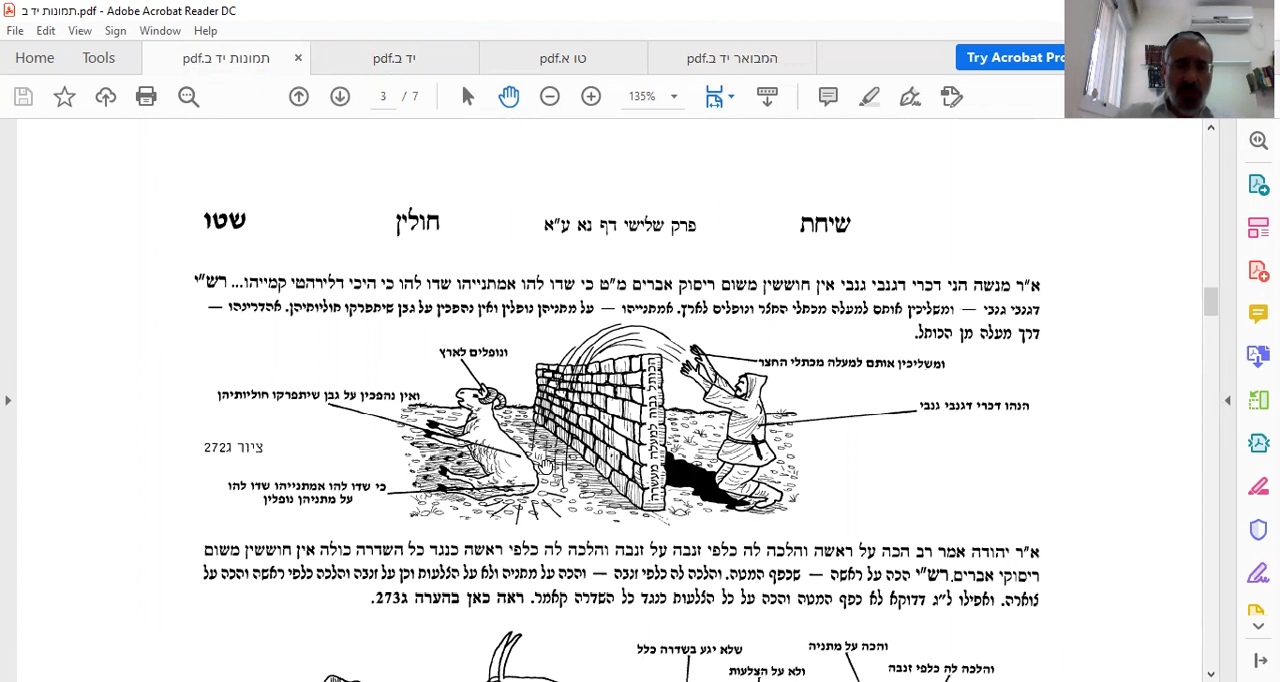 תמונות יד ב.pdf - Adobe Acrobat Reader DC
File Edit View Sign Window Help
Home Tools תמונות יד ב.pdf × יד ב.pdf טו א.pdf המבואר יד ב.pdf Try Acrobat Pro
3 / 7 135%
שיחת פרק שלישי דף נא ע"א חולין שטו
א"ר מנשה הני דכרי דגנבי גנבי אין חוששין משום ריסוק אברים מ"ט כי שדו להו אמתנייהו שדו להו כי היכי דלירהטי קמייהו... רש"י
דגנבי גנבי — ומשליכין אותם למעלה מכתלי החצר ונופלים לארץ. אמתנייהו — על מתניהן נופלין ואין נהפכין על גבן שיתפרקו חוליותיהן. אהדרינהו —
דרך מעלה מן הכותל.
ונופלים לארץ
ומשליכין אותם למעלה מכתלי החצר
ואין נהפכין על גבן שיתפרקו חוליותיהן
הנהו דכרי דגנבי גנבי
ציור ג272
כי שדו להו אמתנייהו שדו להו
על מתניהן נופלין
א"ר יהודה אמר רב הכה על ראשה והלכה לה כלפי זנבה על זנבה והלכה לה כלפי ראשה כנגד כל השדרה כולה אין חוששין משום
ריסוקי אברים. רש"י הכה על ראשה — שכפף המטה. והלכה לה כלפי זנבה — והכה על מתניה ולא על הצלעות וכן על זנבה והלכה כלפי ראשה והכה על
צוארה. ואפילו ל"ג דדוקא לא כפף המטה והכה על כל הצלעות כנגד כל השדרה קאמר. ראה כאן בהערה ג273.
והכה על מתניה
שלא יגע בשדרה כלל
והלכה לה כלפי זנבה
ולא על הצלעות